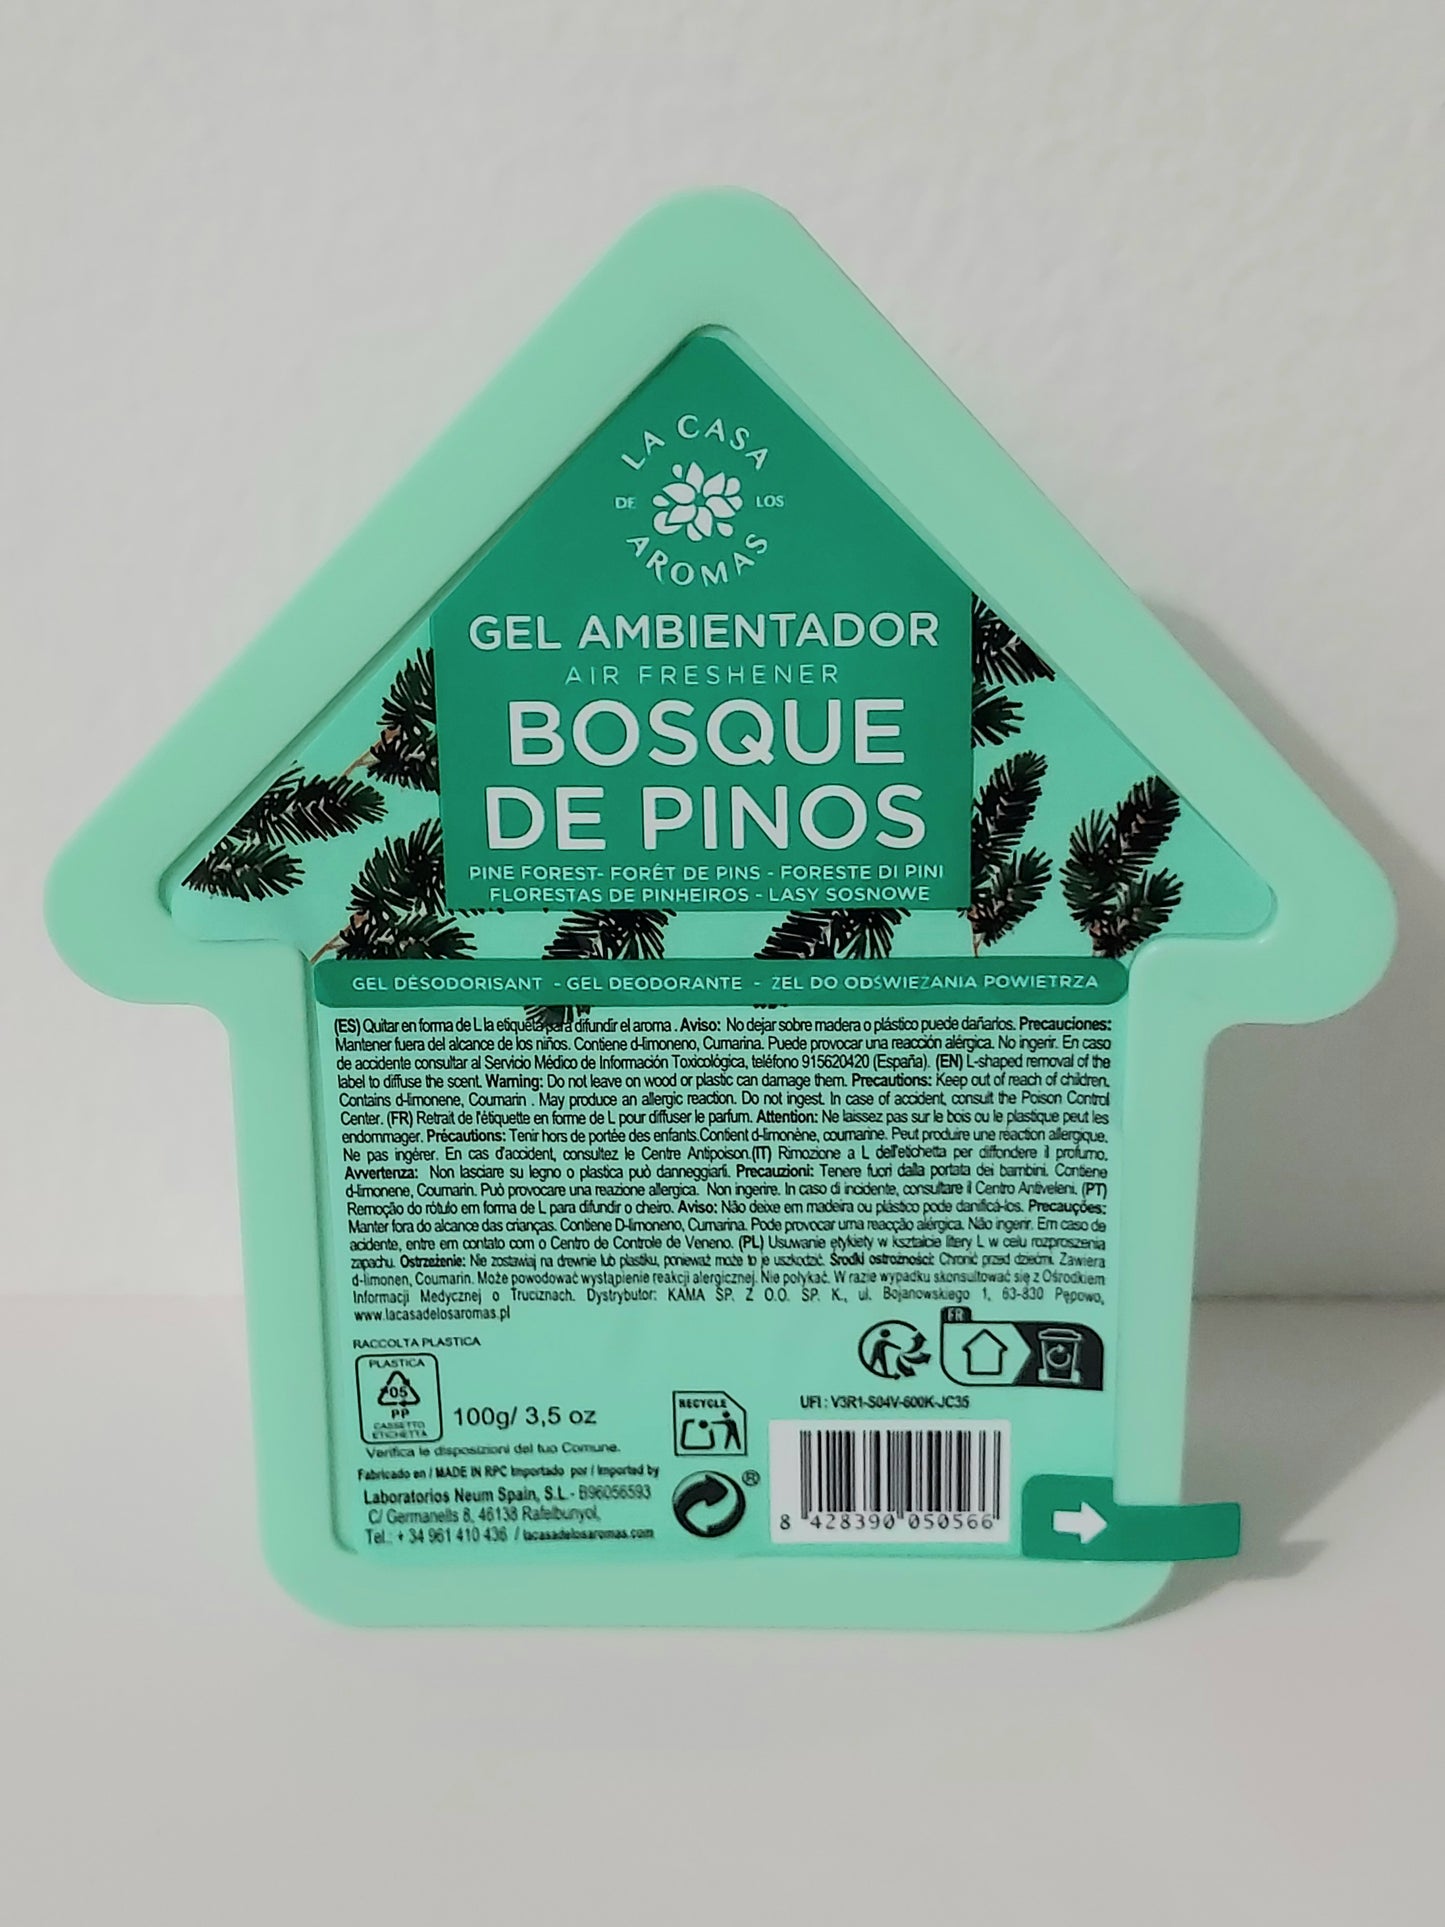 LA CASA
DE LOS
AROMAS
GEL AMBIENTADOR
AIR FRESHENER
BOSQUE
DE PINOS
PINE FOREST- FORÊT DE PINS - FORESTE DI PINI
FLORESTAS DE PINHEIROS - LASY SOSNOWE
GEL DÉSODORISANT - GEL DEODORANTE - ŻEL DO ODŚWIEŻANIA POWIETRZA
(ES) Quitar en forma de L la etiqueta para difundir el aroma . Aviso: No dejar sobre madera o plástico puede dañarlos. Precauciones:
Mantener fuera del alcance de los niños. Contiene d-limoneno, Cumarina. Puede provocar una reacción alérgica. No ingerir. En caso
de accidente consultar al Servicio Médico de Información Toxicológica, teléfono 915620420 (España). (EN) L-shaped removal of the
label to diffuse the scent. Warning: Do not leave on wood or plastic can damage them. Precautions: Keep out of reach of children.
Contains d-limonene, Coumarin . May produce an allergic reaction. Do not ingest. In case of accident, consult the Poison Control
Center. (FR) Retrait de l'étiquette en forme de L pour diffuser le parfum. Attention: Ne laissez pas sur le bois ou le plastique peut les
endommager. Précautions: Tenir hors de portée des enfants.Contient d-limonène, coumarine. Peut produire une réaction allergique.
Ne pas ingérer. En cas d'accident, consultez le Centre Antipoison.(IT) Rimozione a L dell'etichetta per diffondere il profumo.
Avvertenza: Non lasciare su legno o plastica può danneggiarli. Precauzioni: Tenere fuori dalla portata dei bambini. Contiene
d-limonene, Coumarin. Può provocare una reazione allergica. Non ingerire. In caso di incidente, consultare il Centro Antiveleni. (PT)
Remoção do rótulo em forma de L para difundir o cheiro. Aviso: Não deixe em madeira ou plástico pode danificá-los. Precauções:
Manter fora do alcance das crianças. Contiene D-limoneno, Cumarina. Pode provocar uma reacção alérgica. Não ingerir. Em caso de
acidente, entre em contato com o Centro de Controle de Veneno. (PL) Usuwanie etykiety w kształcie litery L w celu rozproszenia
zapachu. Ostrzeżenie: Nie zostawiaj na drewnie lub plastiku, ponieważ może to je uszkodzić. Środki ostrożności: Chronić przed dziećmi. Zawiera
d-limonen, Coumarin. Może powodować wystąpienie reakcji alergicznej. Nie połykać. W razie wypadku skonsultować się z Ośrodkiem
Informacji Medycznej o Truciznach. Dystrybutor: KAMA SP. Z O.O. SP. K., ul. Bojanowskiego 1, 63-830 Pępowo,
www.lacasadelosaromas.pl
RACCOLTA PLASTICA
PLASTICA
05
PP
CASSETTO
ETICHETTA
100g/ 3,5 oz
Verifica le disposizioni del tuo Comune.
Fabricado en / MADE IN RPC Importado por / Imported by
Laboratorios Neum Spain, S.L.- B96056593
C/ Germanells 8, 46138 Rafelbunyol,
Tel.: + 34 961 410 436 / lacasadelosaromas.com
RECYCLE
®
FR
UFI : V3R1-S04V-600K-JC35
8 428390 050566